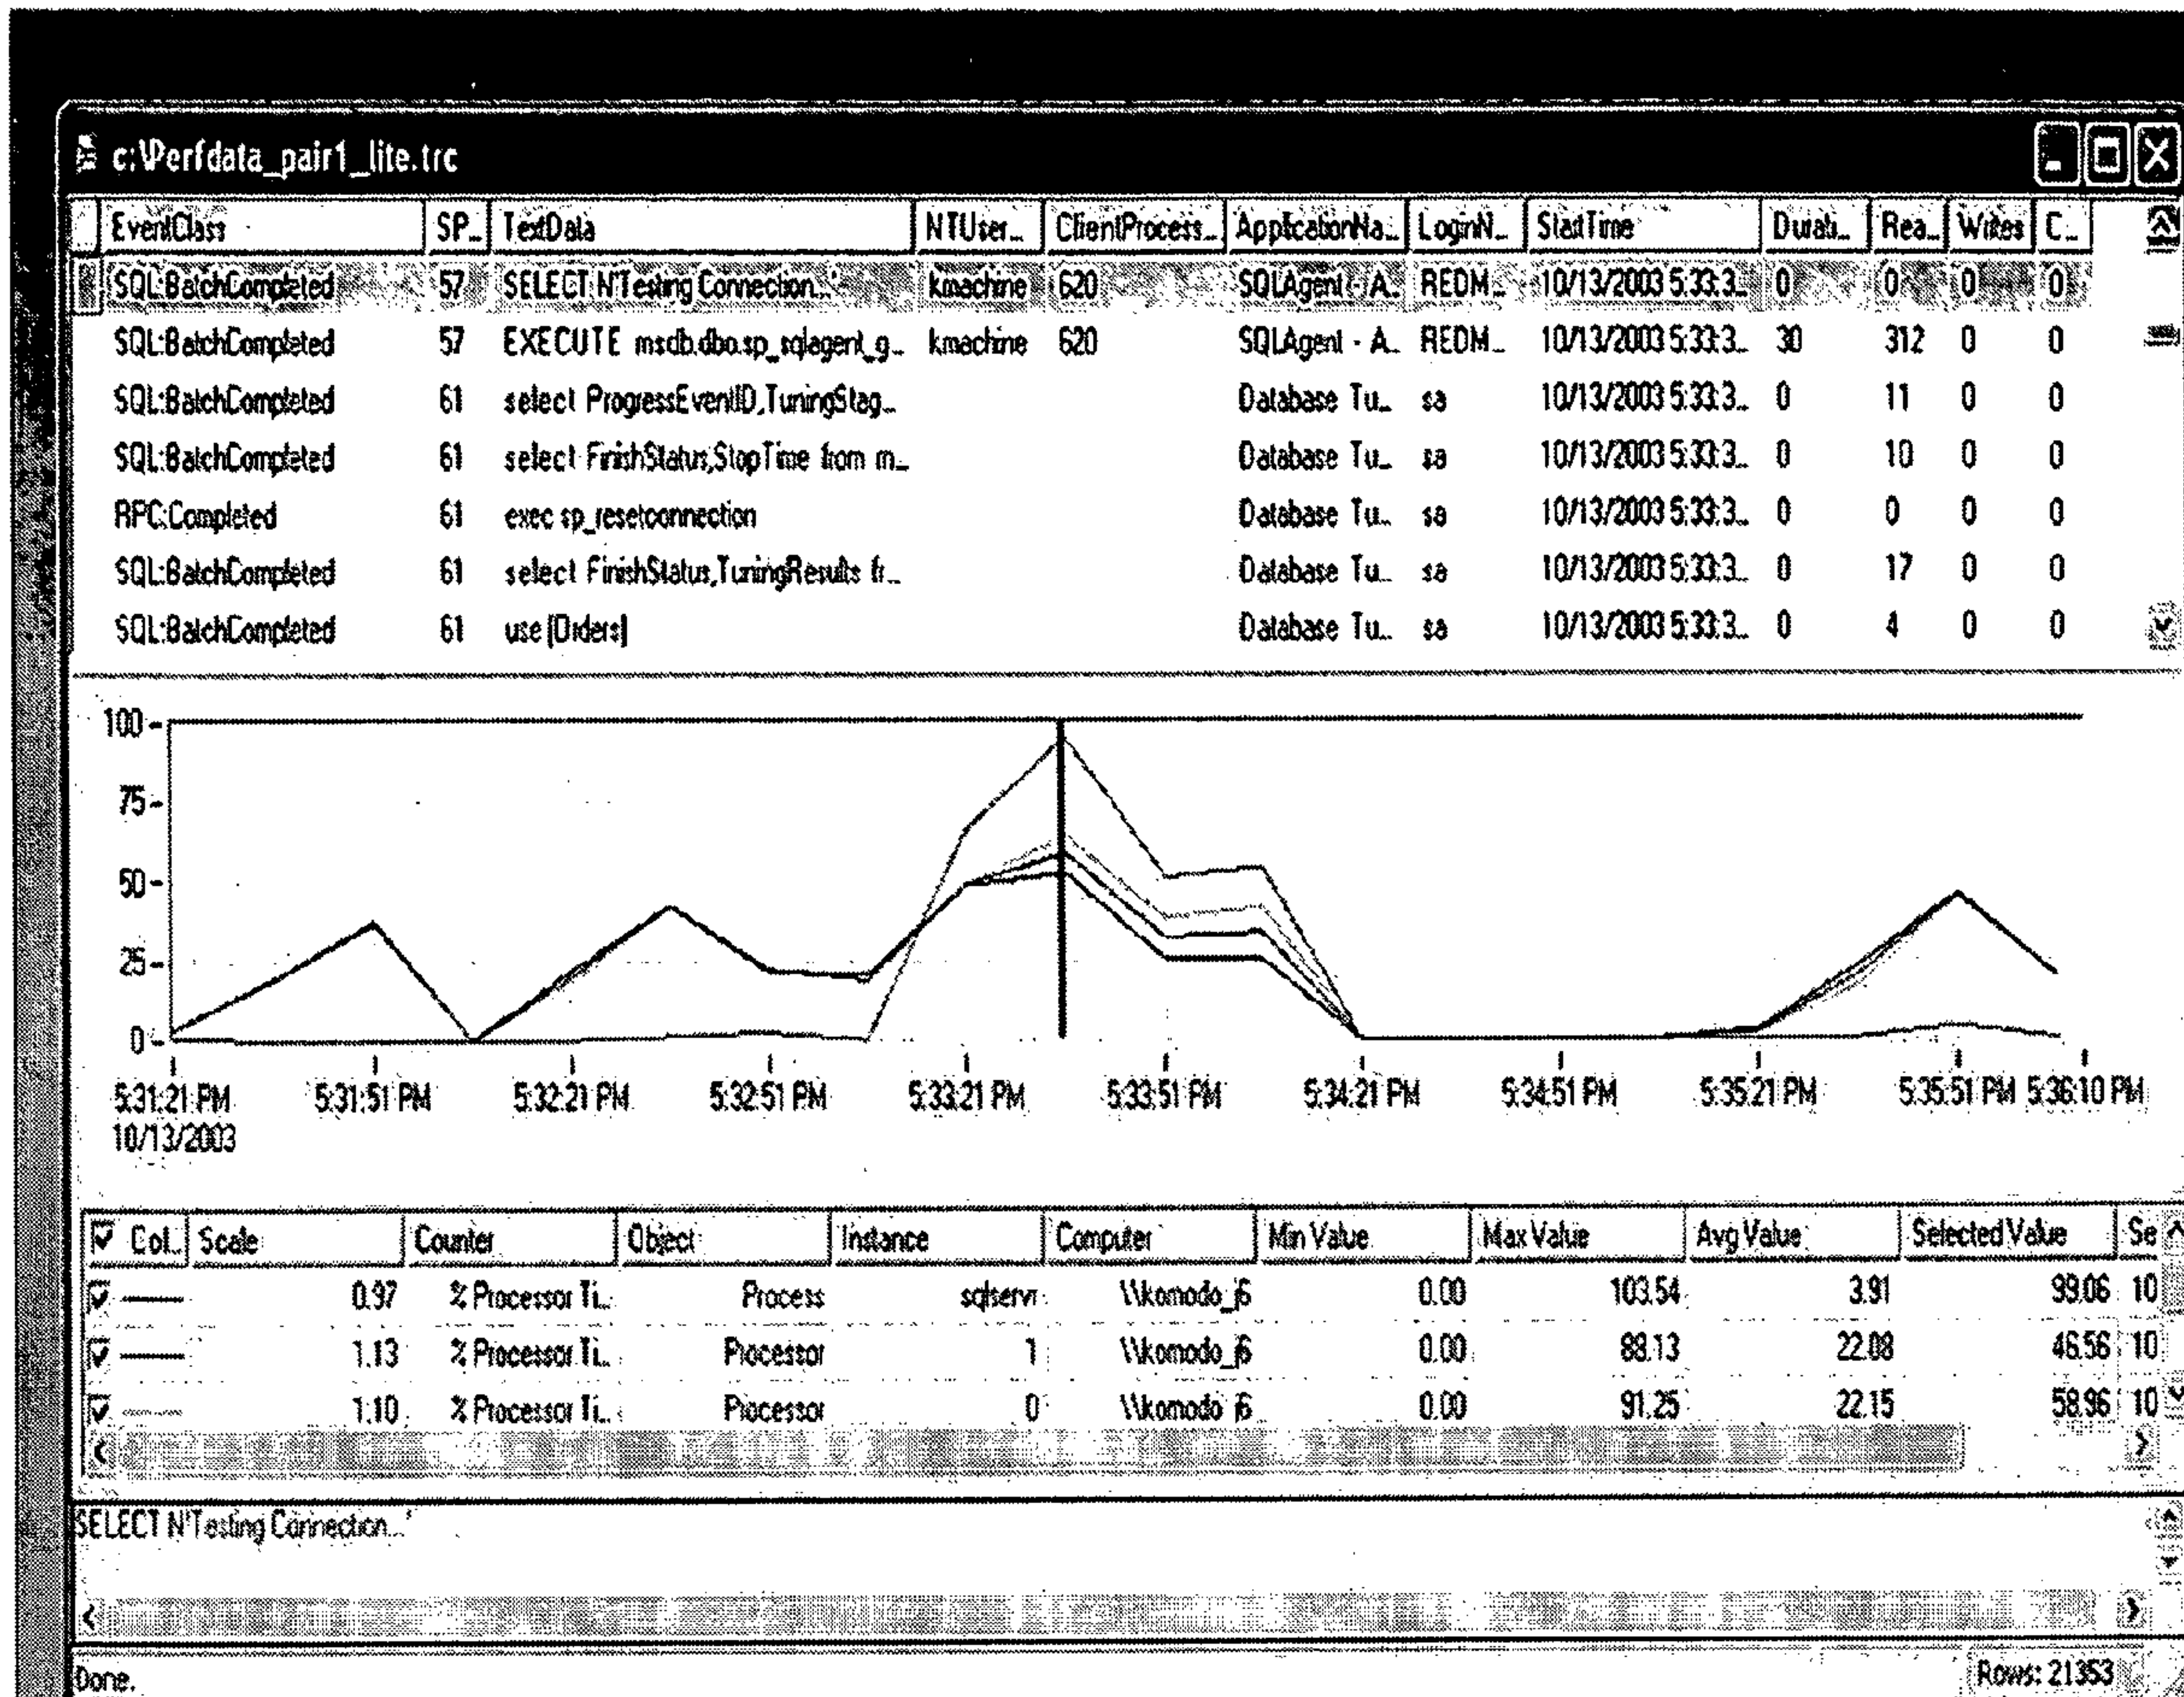 c:\Perfdata_pair1_lite.trc
EventClass SP... TextData NTUser... ClientProcess... ApplicationNa... LoginN... StartTime Durati... Rea... Writes C...
SQL:BatchCompleted 57 SELECT N'Testing Connection...' kmachine 620 SQLAgent - A... REDM... 10/13/2003 5:33:3... 0 0 0 0
SQL:BatchCompleted 57 EXECUTE msdb.dbo.sp_sqlagent_g... kmachine 620 SQLAgent - A... REDM... 10/13/2003 5:33:3... 30 312 0 0
SQL:BatchCompleted 61 select ProgressEventID,TuningStag... Database Tu... sa 10/13/2003 5:33:3... 0 11 0 0
SQL:BatchCompleted 61 select FinishStatus,StopTime from m... Database Tu... sa 10/13/2003 5:33:3... 0 10 0 0
RPC:Completed 61 exec sp_resetconnection Database Tu... sa 10/13/2003 5:33:3... 0 0 0 0
SQL:BatchCompleted 61 select FinishStatus,TuningResults fr... Database Tu... sa 10/13/2003 5:33:3... 0 17 0 0
SQL:BatchCompleted 61 use [Orders] Database Tu... sa 10/13/2003 5:33:3... 0 4 0 0
100
75
50
25
0
5:31:21 PM 5:31:51 PM 5:32:21 PM 5:32:51 PM 5:33:21 PM 5:33:51 PM 5:34:21 PM 5:34:51 PM 5:35:21 PM 5:35:51 PM 5:36:10 PM
10/13/2003
Col... Scale Counter Object Instance Computer Min Value Max Value Avg Value Selected Value Se
0.97 % Processor Ti... Process sqlservr \\komodo_j6 0.00 103.54 3.91 99.06 10
1.13 % Processor Ti... Processor 1 \\komodo_j6 0.00 88.13 22.08 46.56 10
1.10 % Processor Ti... Processor 0 \\komodo_j6 0.00 91.25 22.15 58.96 10
SELECT N'Testing Connection...'
Done. Rows: 21353